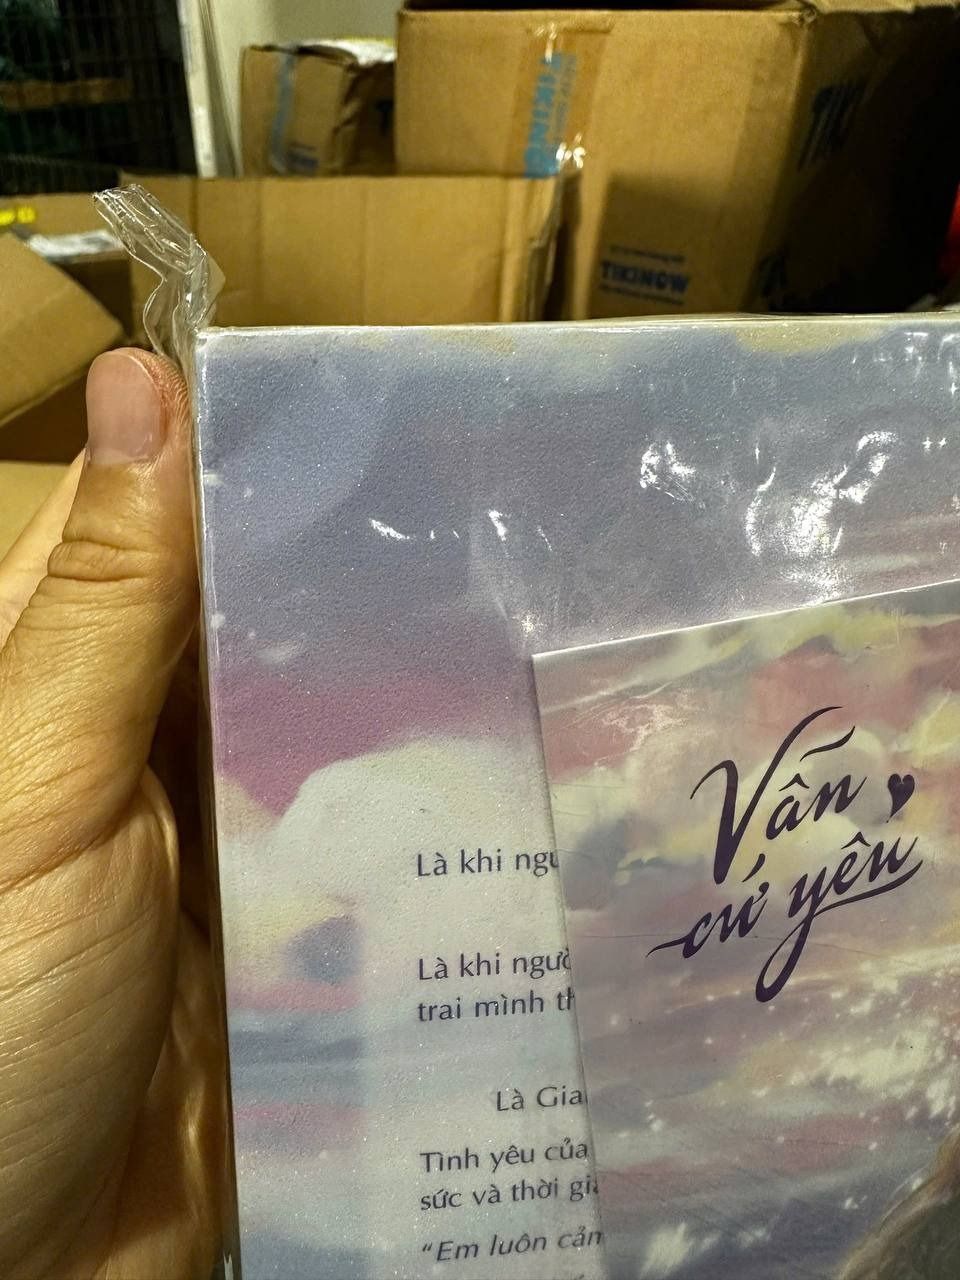 TIKINOW
TIKINOW
Vẫn
cứ yêu
Là khi ngư
Là khi ngườ
trai mình th
Là Gia
Tình yêu của
sức và thời gia
“Em luôn cảm